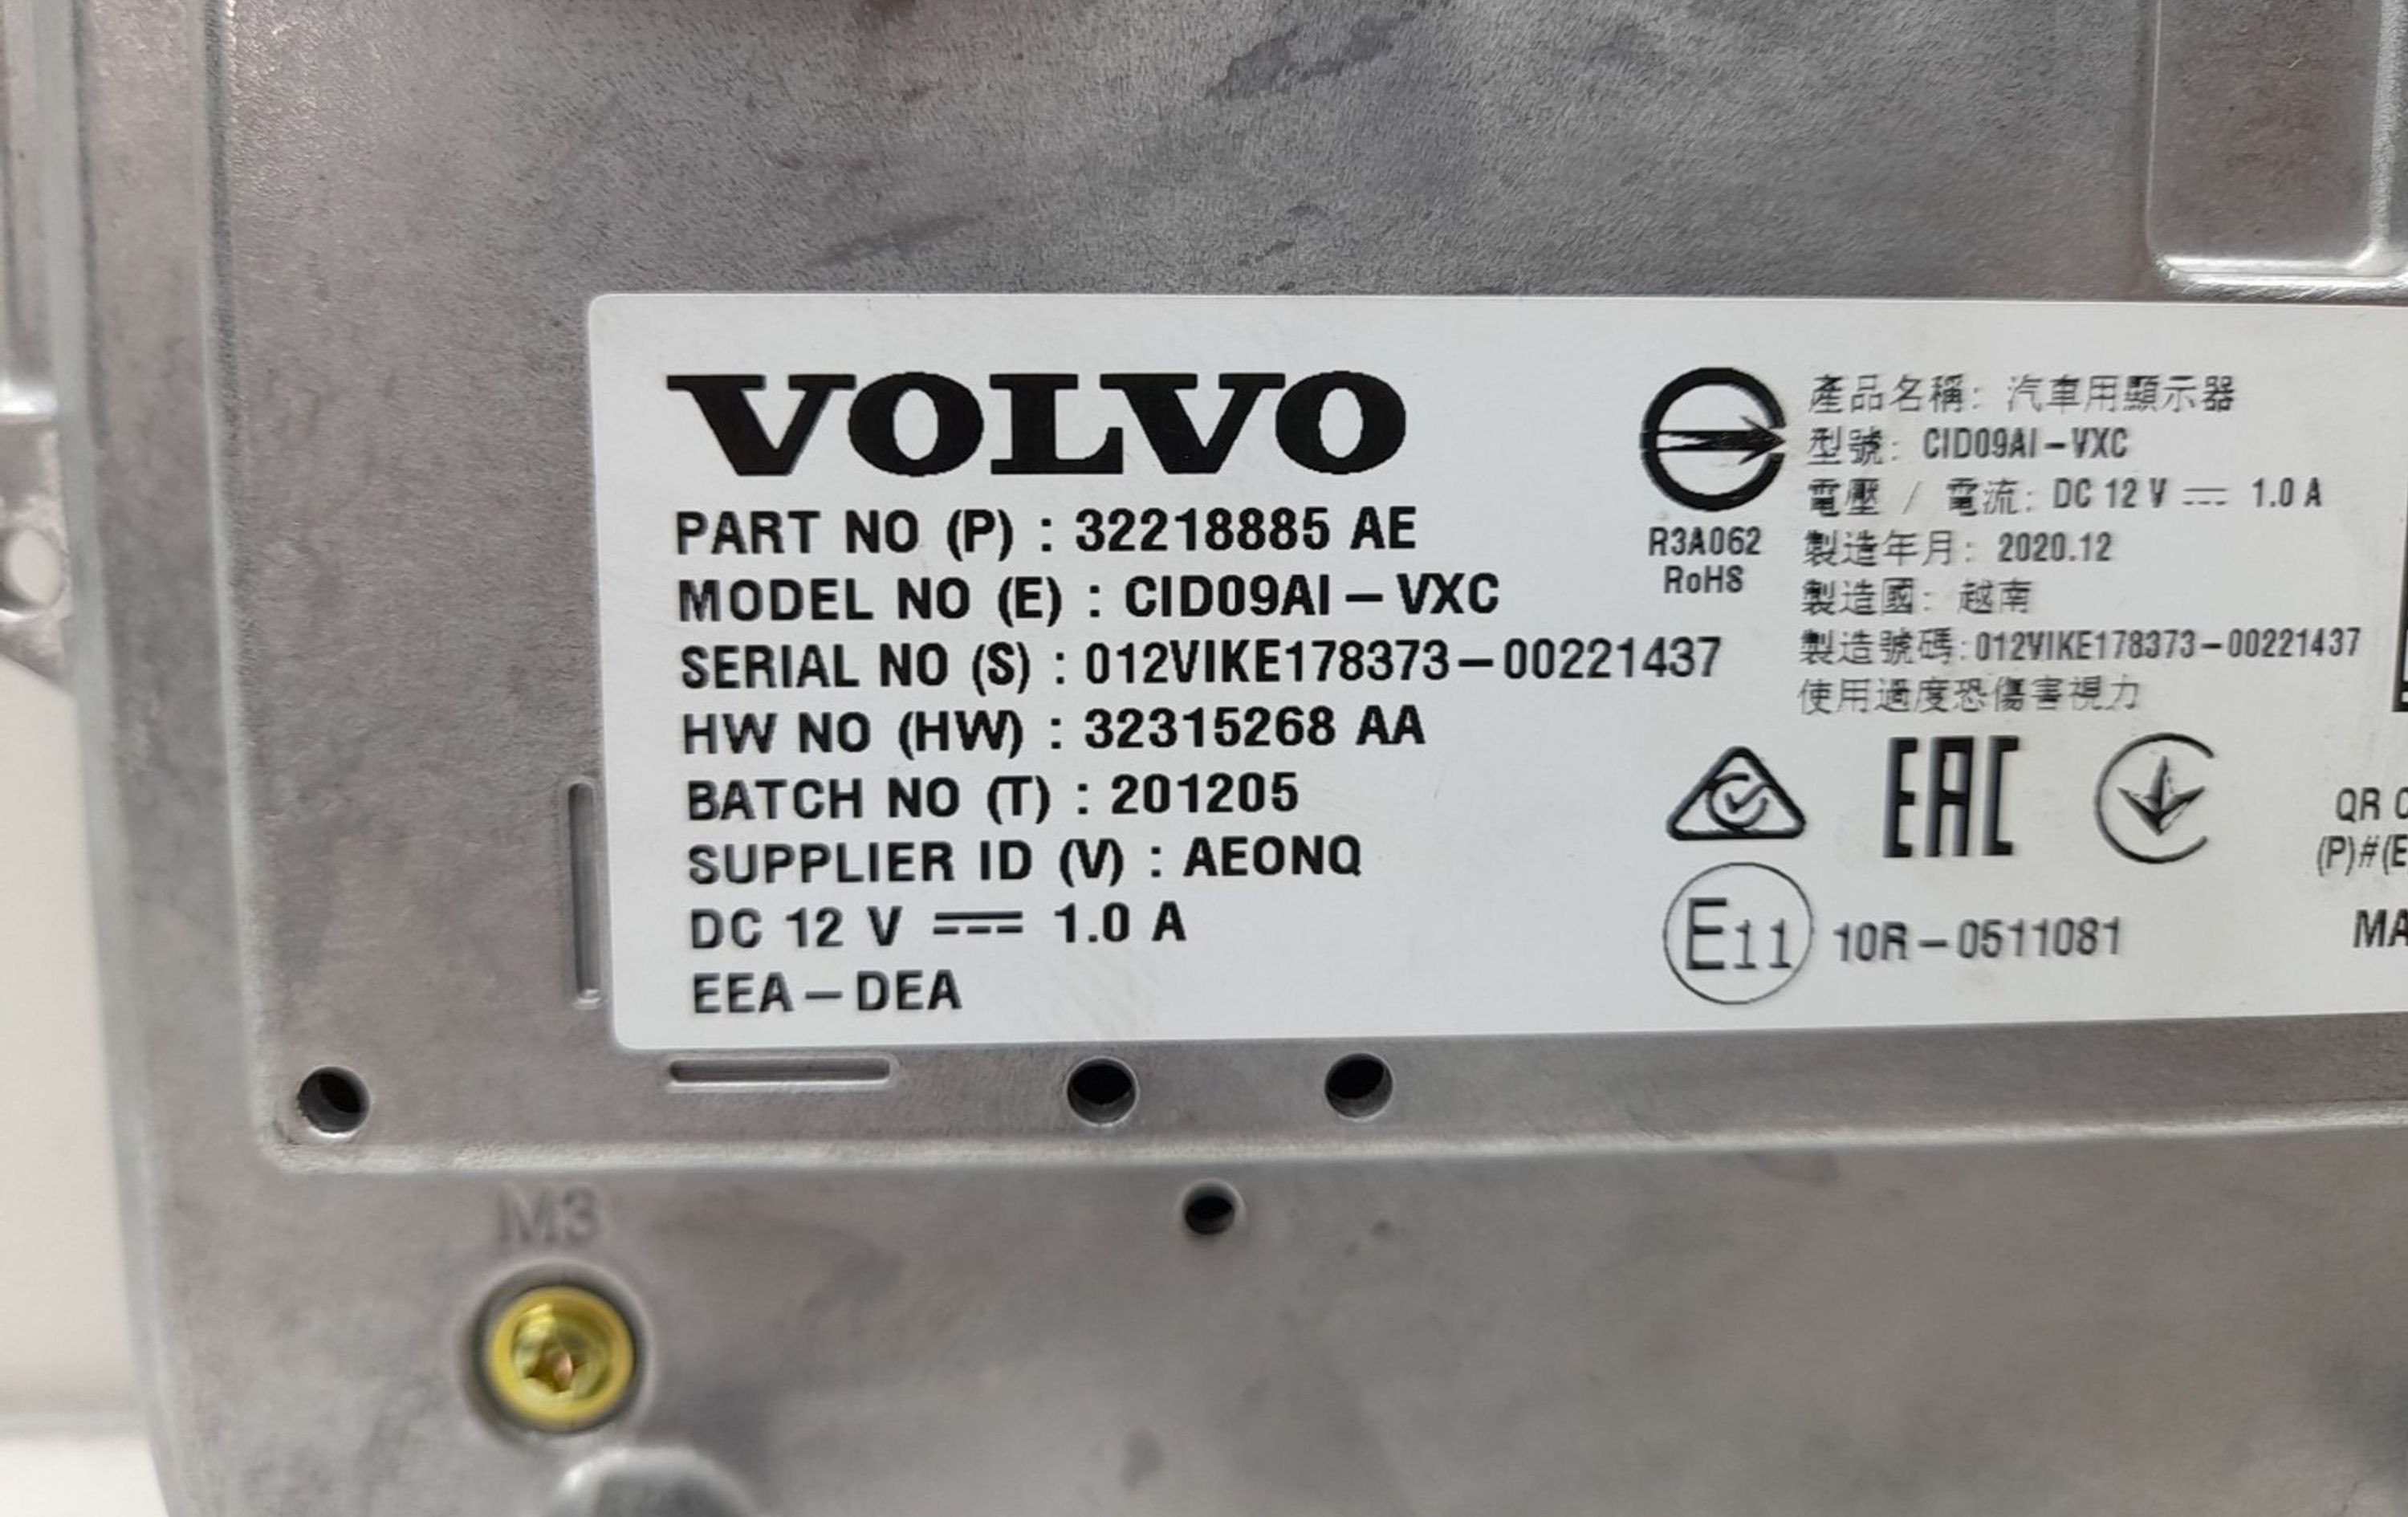 VOLVO
PART NO (P) : 32218885 AE
MODEL NO (E) : CID09AI-VXC
SERIAL NO (S) : 012VIKE178373-00221437
HW NO (HW) : 32315268 AA
BATCH NO (T) : 201205
SUPPLIER ID (V) : AEONQ
DC 12 V ⎓ 1.0 A
EEA-DEA
R3A062
RoHS
產品名稱: 汽車用顯示器
型號: CID09AI-VXC
電壓 / 電流: DC 12 V ⎓ 1.0 A
製造年月: 2020.12
製造國: 越南
製造號碼:012VIKE178373-00221437
使用過度恐傷害視力
EAC
E11 10R-0511081
QR
(P)#(E
MA
M3